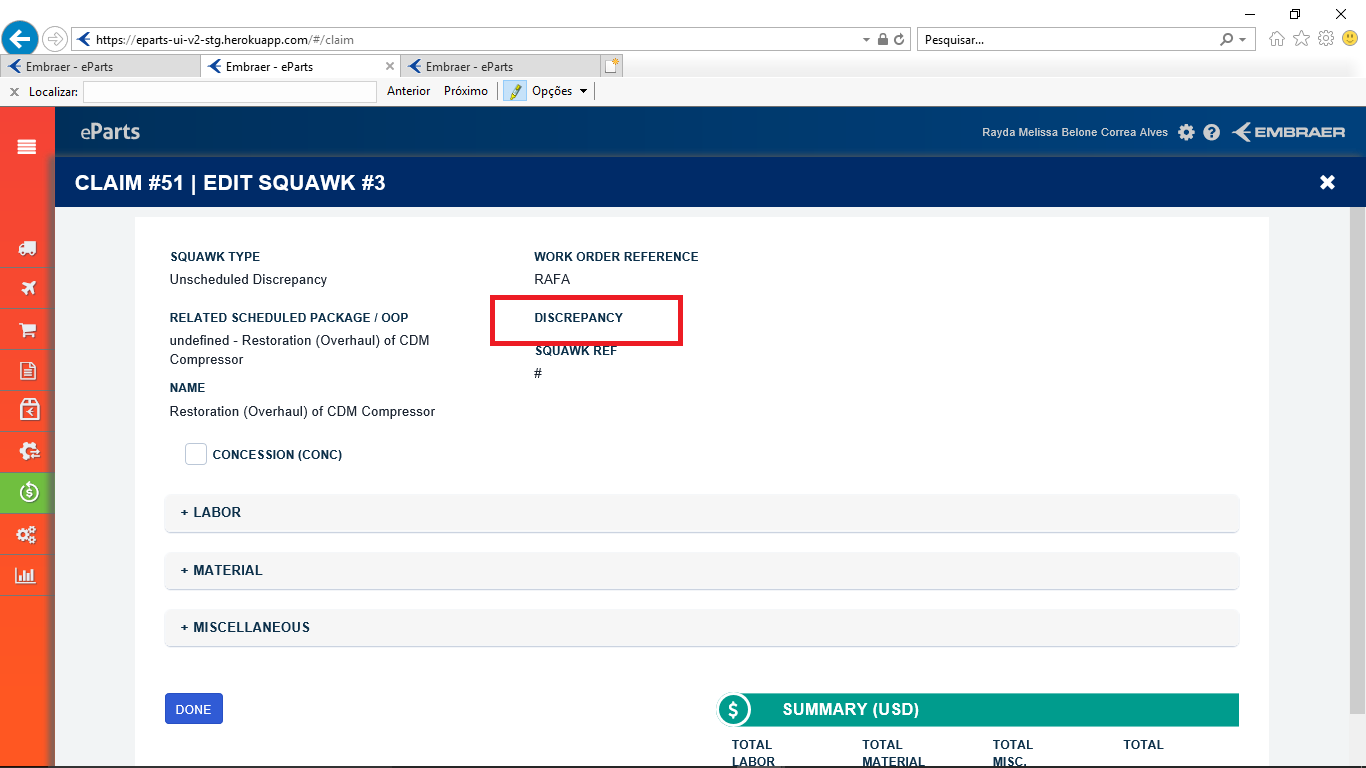 https://eparts-ui-v2-stg.herokuapp.com/#/claim
Pesquisar...
Embraer - eParts
Embraer - eParts
Embraer - eParts
Localizar:
Anterior
Próximo
Opções
eParts
Rayda Melissa Belone Correa Alves
EMBRAER
CLAIM #51 | EDIT SQUAWK #3
SQUAWK TYPE
Unscheduled Discrepancy
WORK ORDER REFERENCE
RAFA
RELATED SCHEDULED PACKAGE / OOP
undefined - Restoration (Overhaul) of CDM
Compressor
DISCREPANCY
SQUAWK REF
#
NAME
Restoration (Overhaul) of CDM Compressor
CONCESSION (CONC)
+ LABOR
+ MATERIAL
+ MISCELLANEOUS
DONE
$ SUMMARY (USD)
TOTAL
LABOR
TOTAL
MATERIAL
TOTAL
MISC.
TOTAL